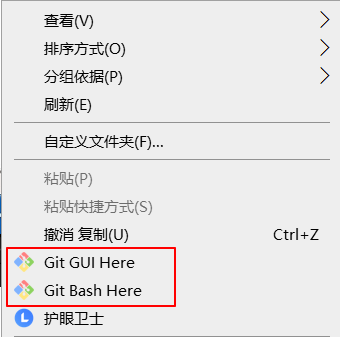 查看(V)
排序方式(O)
分组依据(P)
刷新(E)
自定义文件夹(F)...
粘贴(P)
粘贴快捷方式(S)
撤消 复制(U) Ctrl+Z
Git GUI Here
Git Bash Here
护眼卫士